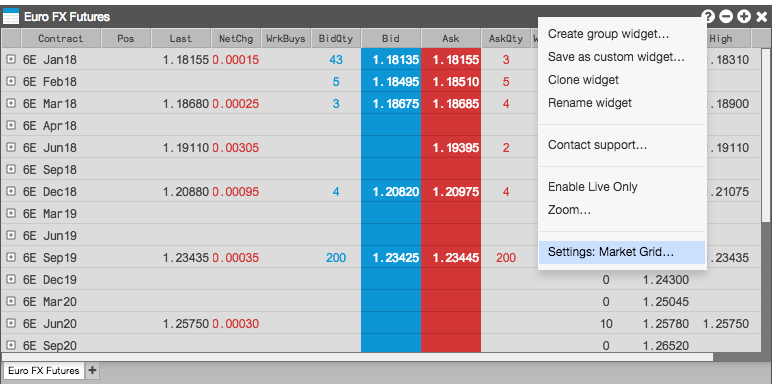 Euro FX Futures
Contract Pos Last NetChg WrkBuys BidQty Bid Ask AskQty High
6E Jan18 1.18155 0.00015 43 1.18135 1.18155 3 .18310
6E Feb18 5 1.18495 1.18510 5
6E Mar18 1.18680 0.00025 3 1.18675 1.18685 4 .18900
6E Apr18
6E Jun18 1.19110 0.00305 1.19395 2 .19110
6E Sep18
6E Dec18 1.20880 0.00095 4 1.20820 1.20975 4 .21075
6E Mar19
6E Jun19
6E Sep19 1.23435 0.00035 200 1.23425 1.23445 200 .23435
6E Dec19 0 1.24300
6E Mar20 0 1.25045
6E Jun20 1.25750 0.00030 10 1.25780 1.25750
6E Sep20 0 1.26520
Create group widget...
Save as custom widget...
Clone widget
Rename widget
Contact support...
Enable Live Only
Zoom...
Settings: Market Grid...
Euro FX Futures +